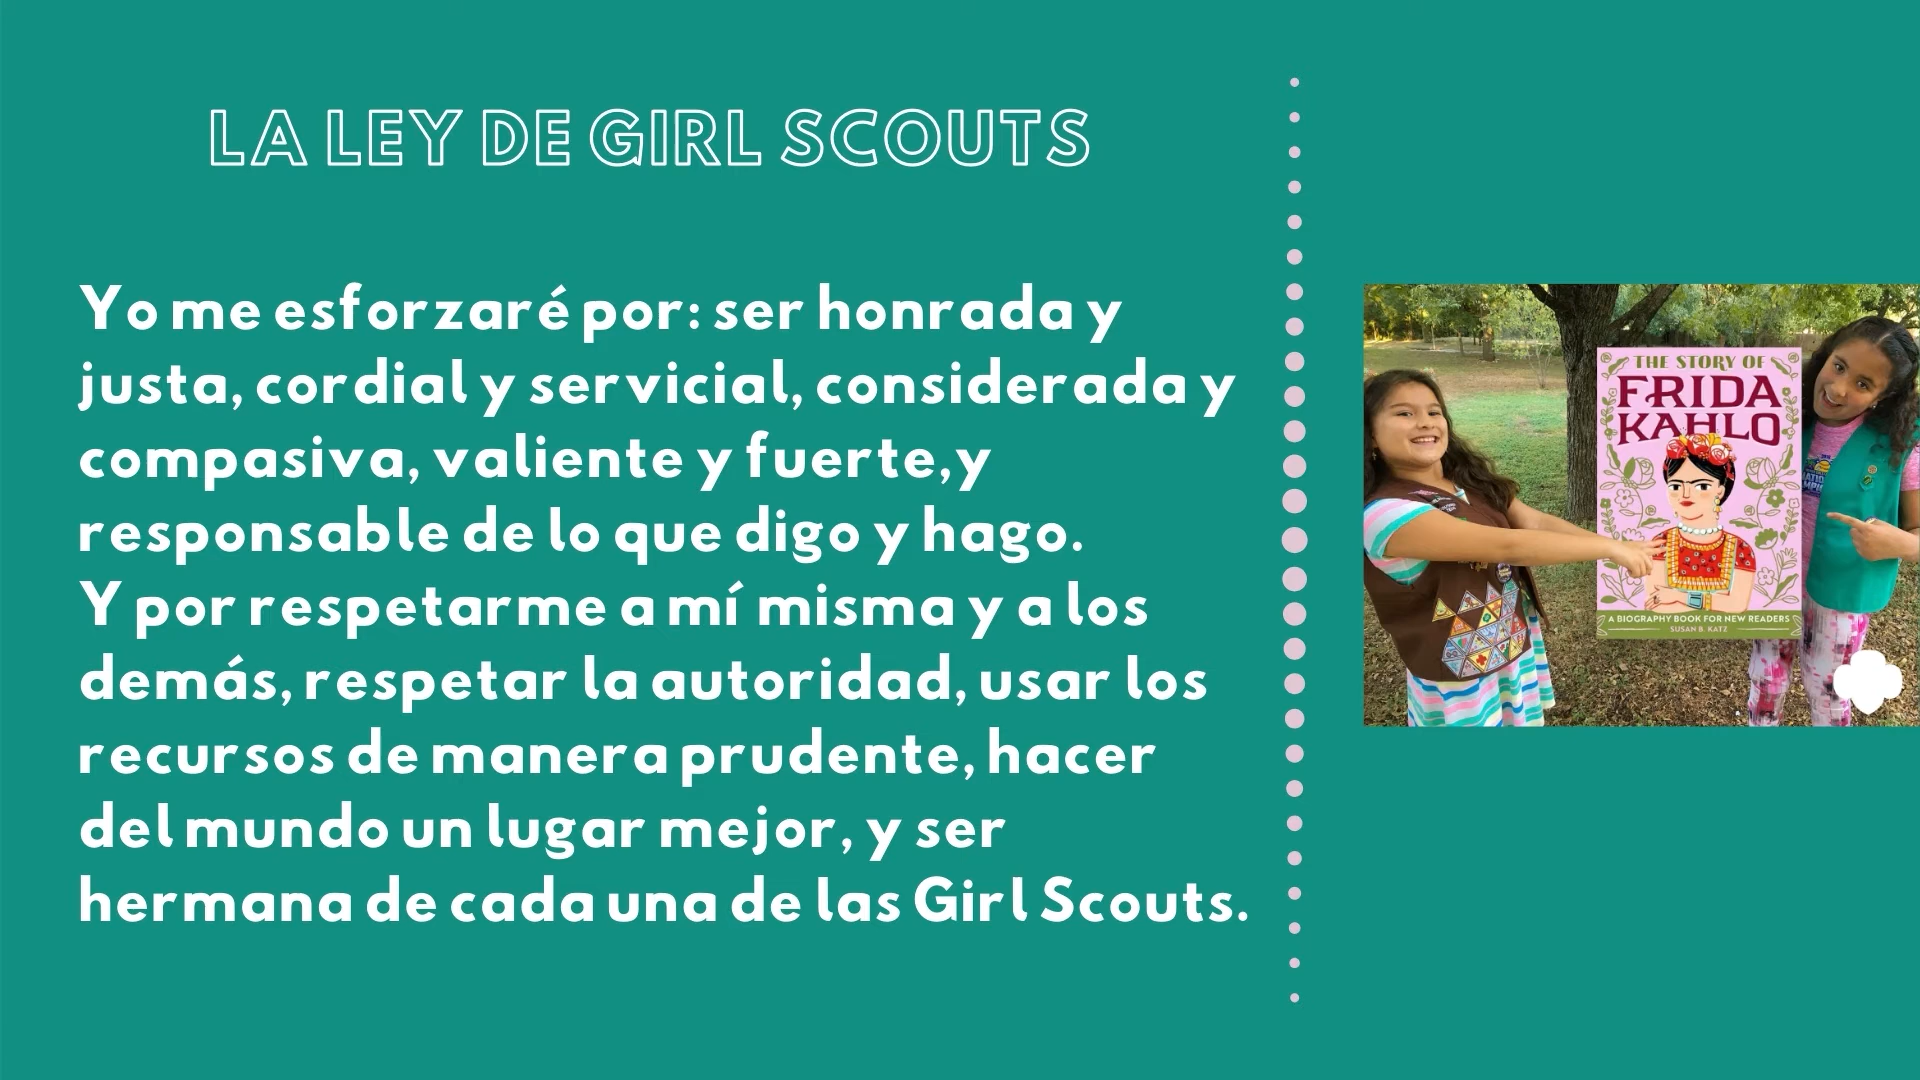 LA LEY DE GIRL SCOUTS
Yo me esforzaré por: ser honrada y
justa, cordial y servicial, considerada y
compasiva, valiente y fuerte,y
responsable de lo que digo y hago.
Y por respetarme a mí misma y a los
demás, respetar la autoridad, usar los
recursos de manera prudente, hacer
del mundo un lugar mejor, y ser
hermana de cada una de las Girl Scouts.
THE STORY OF
FRIDA
KAHLO
A BIOGRAPHY BOOK FOR NEW READERS
SUSAN B. KATZ